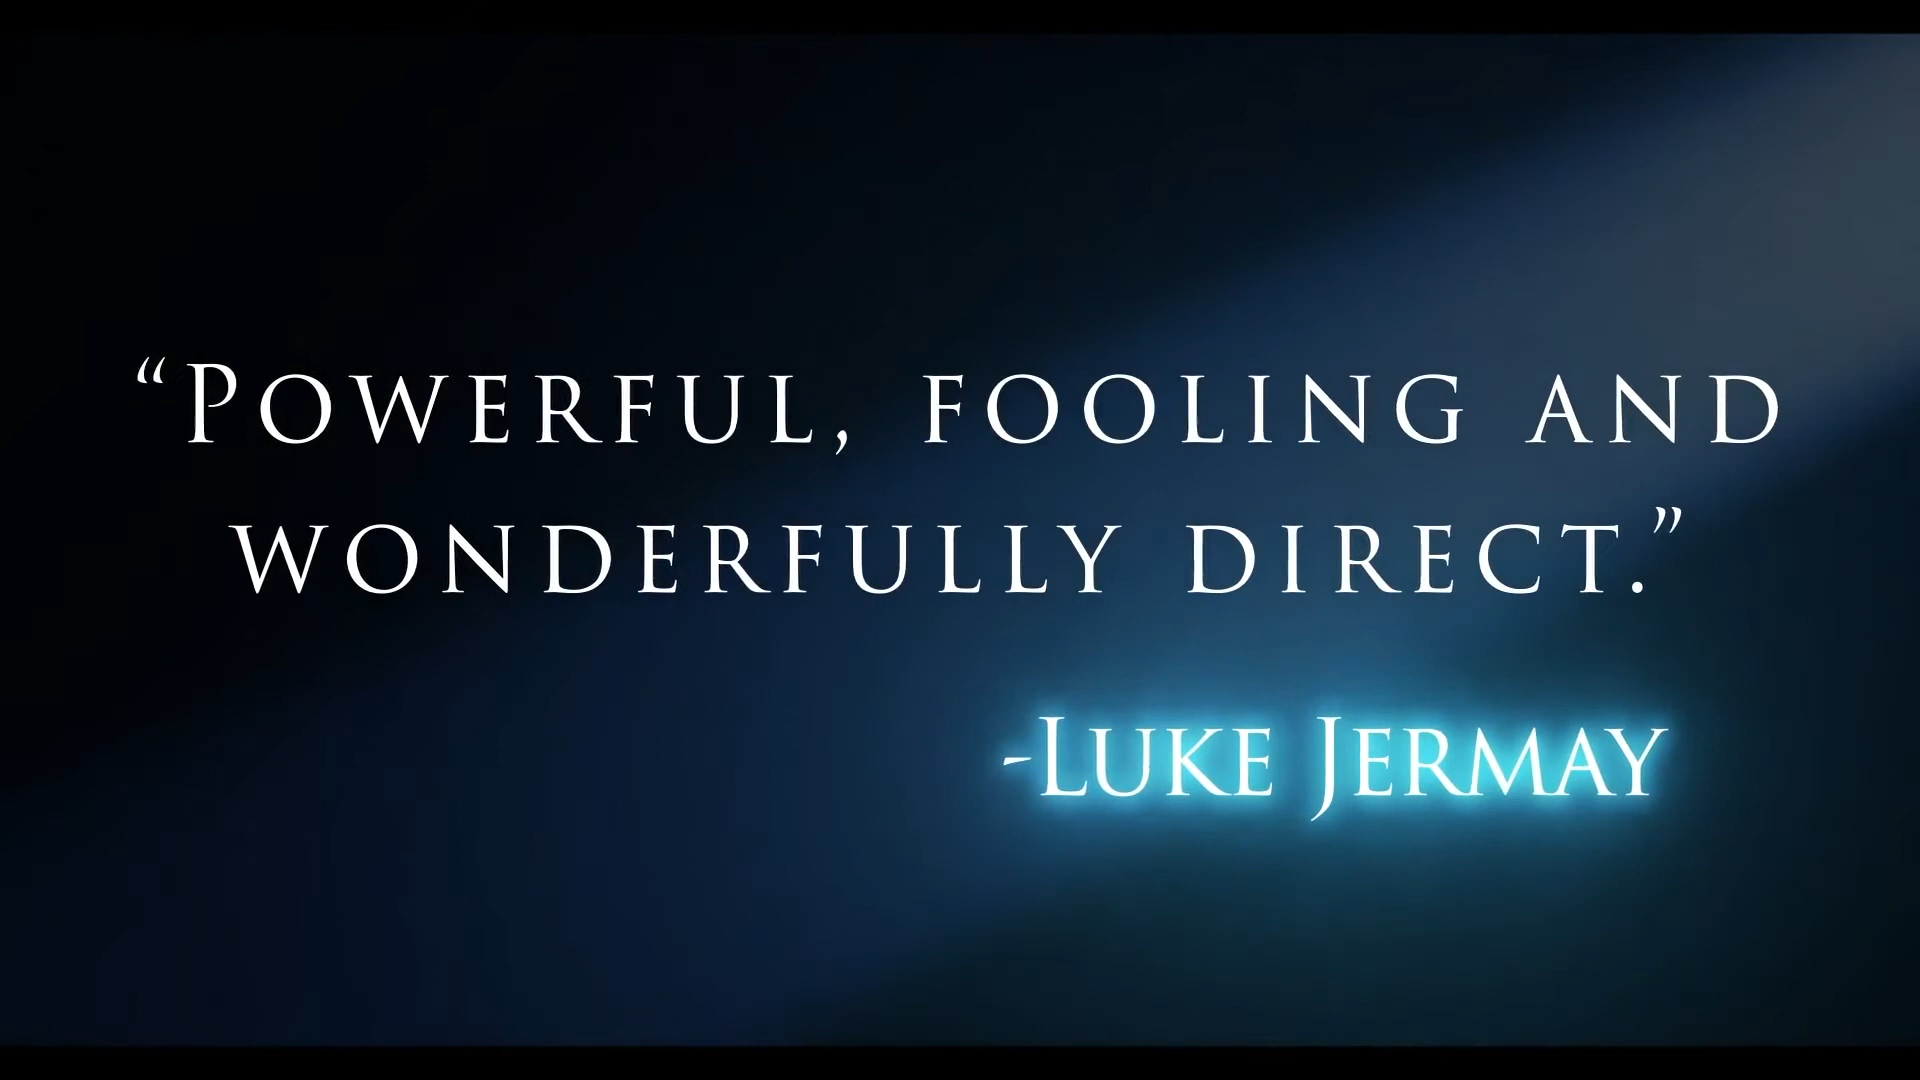 “Powerful, fooling and
wonderfully direct.”
-Luke Jermay